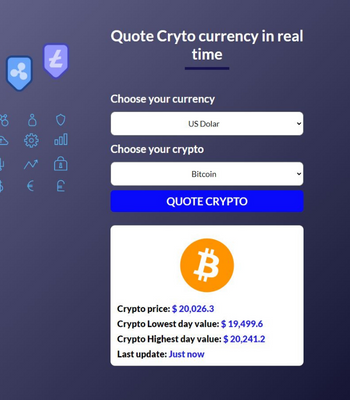 Quote Cryto currency in real
time
Choose your currency
US Dolar
Choose your crypto
Bitcoin
QUOTE CRYPTO
Crypto price: $ 20,026.3
Crypto Lowest day value: $ 19,499.6
Crypto Highest day value: $ 20,241.2
Last update: Just now